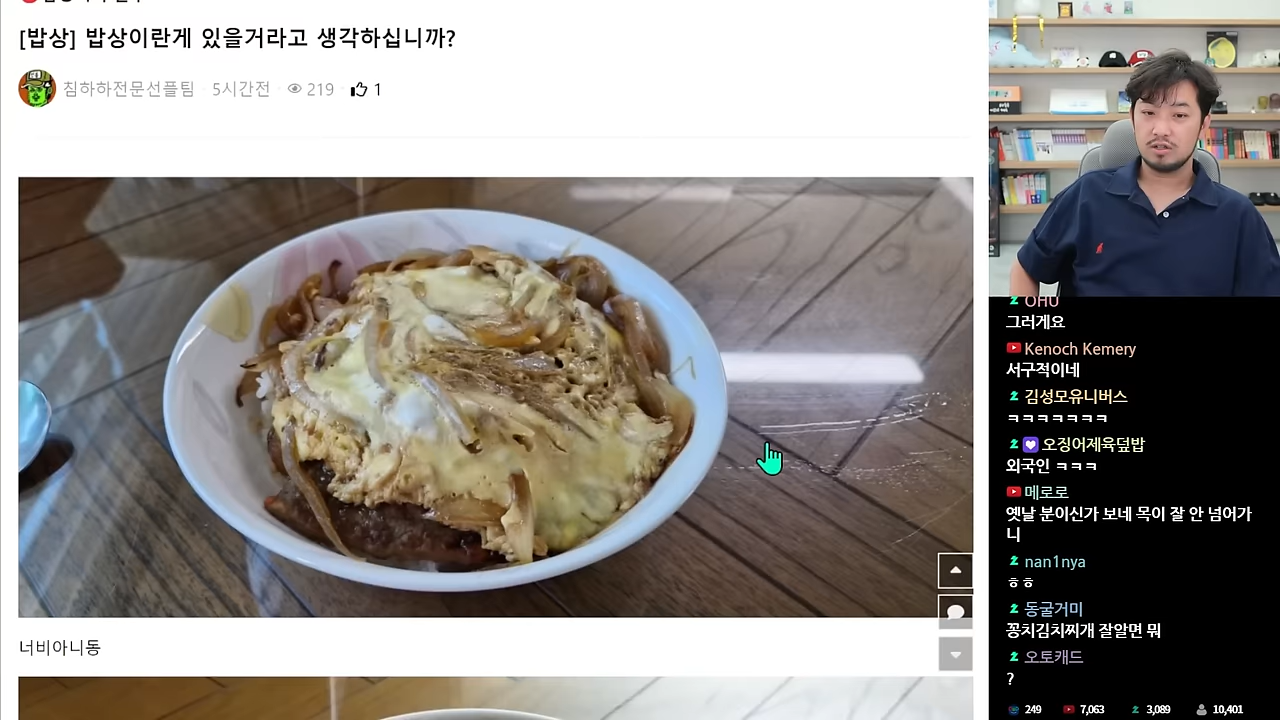 [밥상] 밥상이란게 있을거라고 생각하십니까?
침하하전문선플팀 · 5시간전 · 219 · 1
너비아니동
OHU
그러게요
Kenoch Kemery
서구적이네
김성모유니버스
ㅋㅋㅋㅋㅋㅋㅋ
오징어제육덮밥
외국인 ㅋㅋㅋ
메로로
옛날 분이신가 보네 목이 잘 안 넘어가
니
nan1nya
ㅎㅎ
동굴거미
꽁치김치찌개 잘알면 뭐
오토캐드
?
249 7,063 3,089 10,401